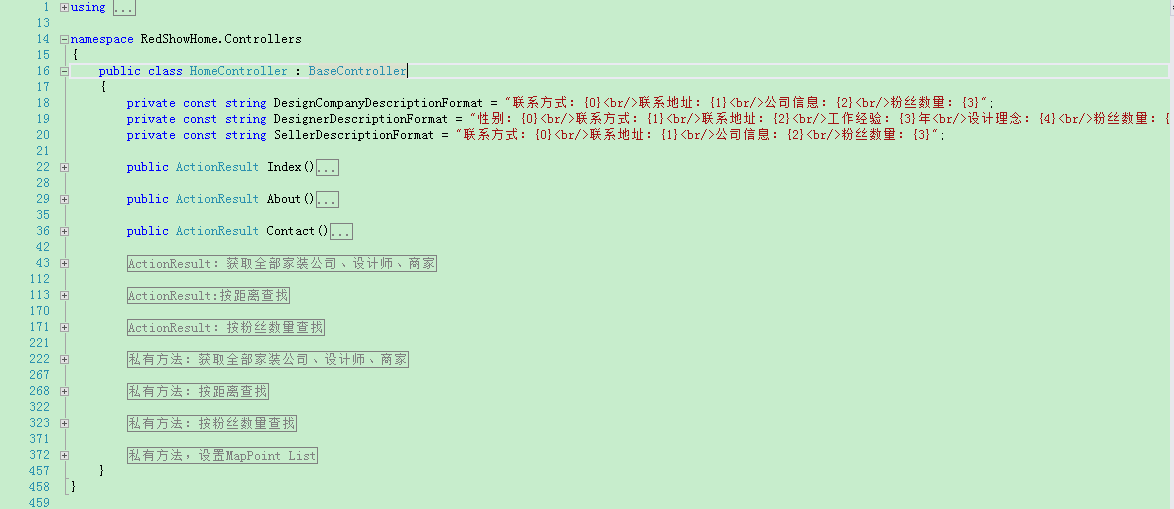 1 using ...
13
14 namespace RedShowHome.Controllers
15 {
16 public class HomeController : BaseController
17 {
18 private const string DesignCompanyDescriptionFormat = "联系方式：{0}<br/>联系地址：{1}<br/>公司信息：{2}<br/>粉丝数量：{3}";
19 private const string DesignerDescriptionFormat = "性别：{0}<br/>联系方式：{1}<br/>联系地址：{2}<br/>工作经验：{3}年<br/>设计理念：{4}<br/>粉丝数量：{
20 private const string SellerDescriptionFormat = "联系方式：{0}<br/>联系地址：{1}<br/>公司信息：{2}<br/>粉丝数量：{3}";
21
22 public ActionResult Index()...
28
29 public ActionResult About()...
35
36 public ActionResult Contact()...
42
43 ActionResult：获取全部家装公司、设计师、商家
112
113 ActionResult:按距离查找
170
171 ActionResult：按粉丝数量查找
221
222 私有方法：获取全部家装公司、设计师、商家
267
268 私有方法：按距离查找
322
323 私有方法：按粉丝数量查找
371
372 私有方法，设置MapPoint List
457 }
458 }
459